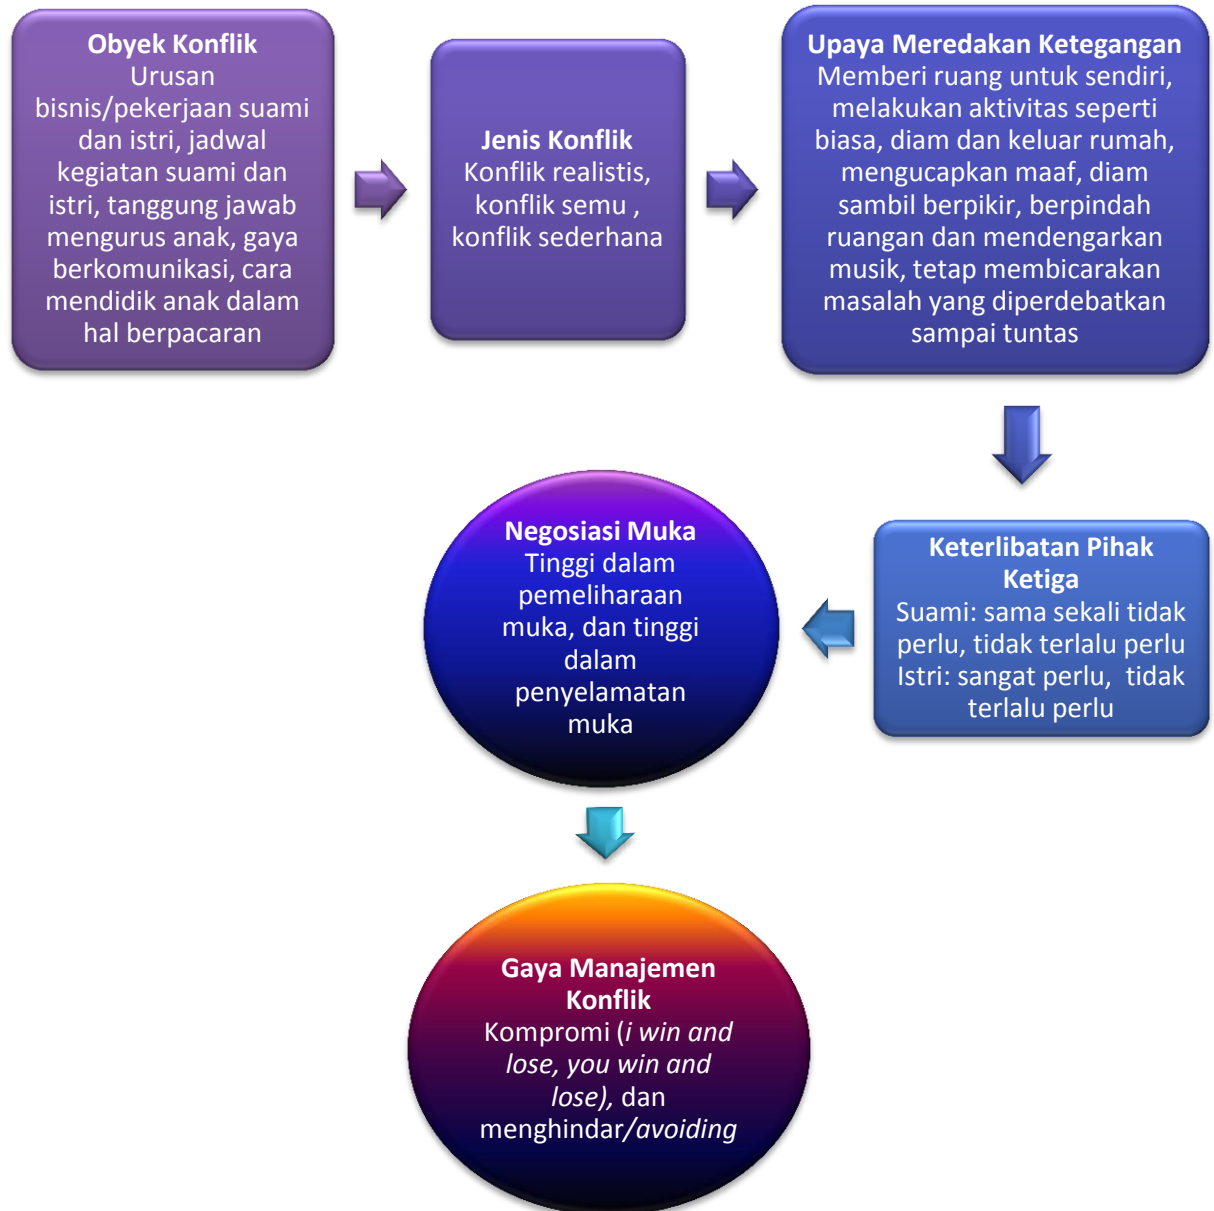 Obyek Konflik
Urusan
bisnis/pekerjaan suami
dan istri, jadwal
kegiatan suami dan
istri, tanggung jawab
mengurus anak, gaya
berkomunikasi, cara
mendidik anak dalam
hal berpacaran
Jenis Konflik
Konflik realistis,
konflik semu ,
konflik sederhana
Upaya Meredakan Ketegangan
Memberi ruang untuk sendiri,
melakukan aktivitas seperti
biasa, diam dan keluar rumah,
mengucapkan maaf, diam
sambil berpikir, berpindah
ruangan dan mendengarkan
musik, tetap membicarakan
masalah yang diperdebatkan
sampai tuntas
Keterlibatan Pihak
Ketiga
Suami: sama sekali tidak
perlu, tidak terlalu perlu
Istri: sangat perlu,  tidak
terlalu perlu
Negosiasi Muka
Tinggi dalam
pemeliharaan
muka, dan tinggi
dalam
penyelamatan
muka
Gaya Manajemen
Konflik
Kompromi (i win and
lose, you win and
lose), dan
menghindar/avoiding